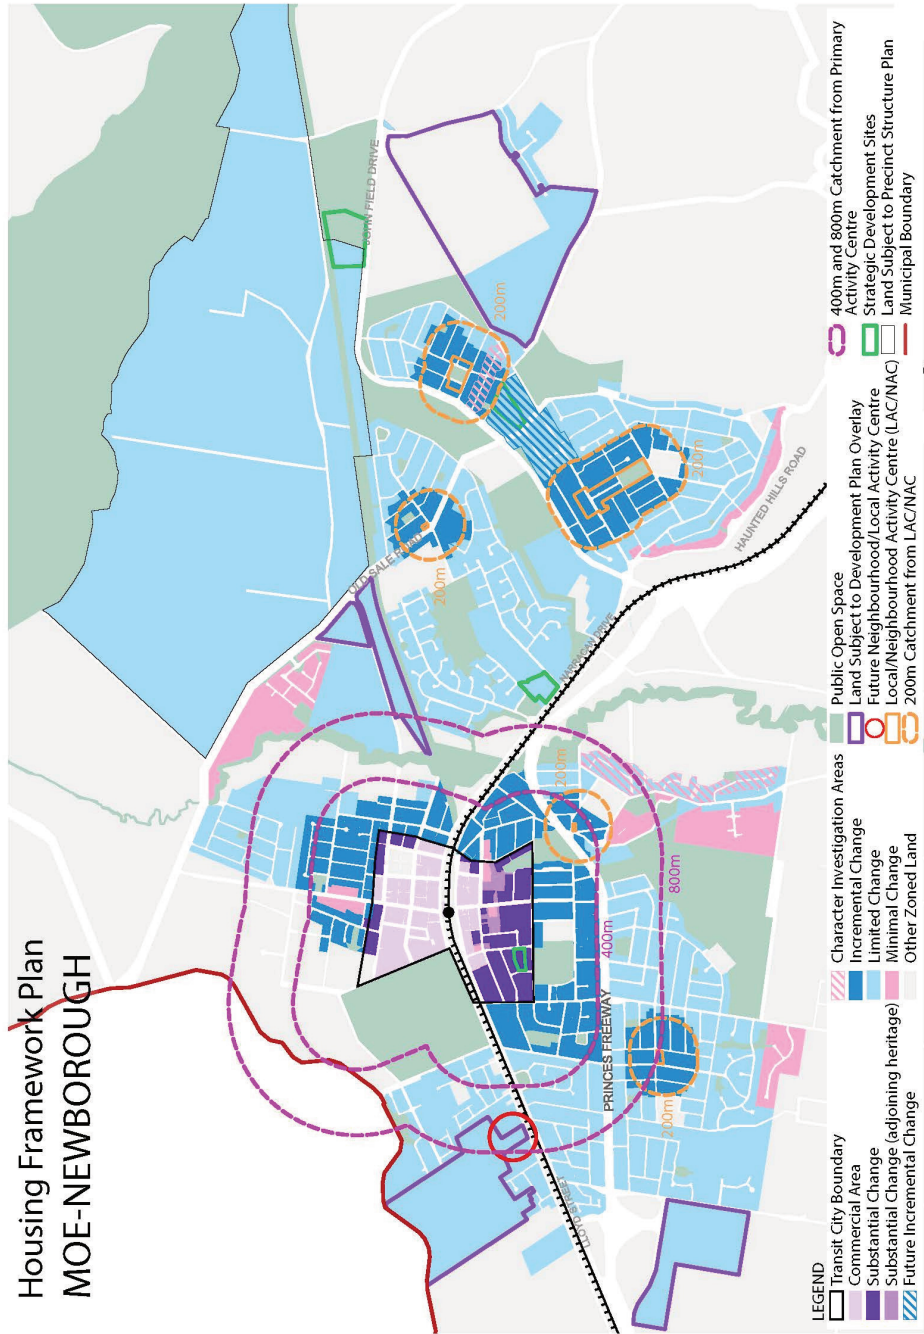 Housing Framework Plan
MOE-NEWBOROUGH
JOHN FIELD DRIVE
OLD SALE ROAD
200m
200m
200m
HAUNTED HILLS ROAD
NARRACAN DRIVE
200m
800m
400m
PRINCES FREEWAY
200m
LLOYD STREET
LEGEND
Transit City Boundary
Commercial Area
Substantial Change
Substantial Change (adjoining heritage)
Future Incremental Change
Character Investigation Areas
Incremental Change
Limited Change
Minimal Change
Other Zoned Land
Public Open Space
Land Subject to Development Plan Overlay
Future Neighbourhood/Local Activity Centre
Local/Neighbourhood Activity Centre (LAC/NAC)
200m Catchment from LAC/NAC
400m and 800m Catchment from Primary
Activity Centre
Strategic Development Sites
Land Subject to Precinct Structure Plan
Municipal Boundary